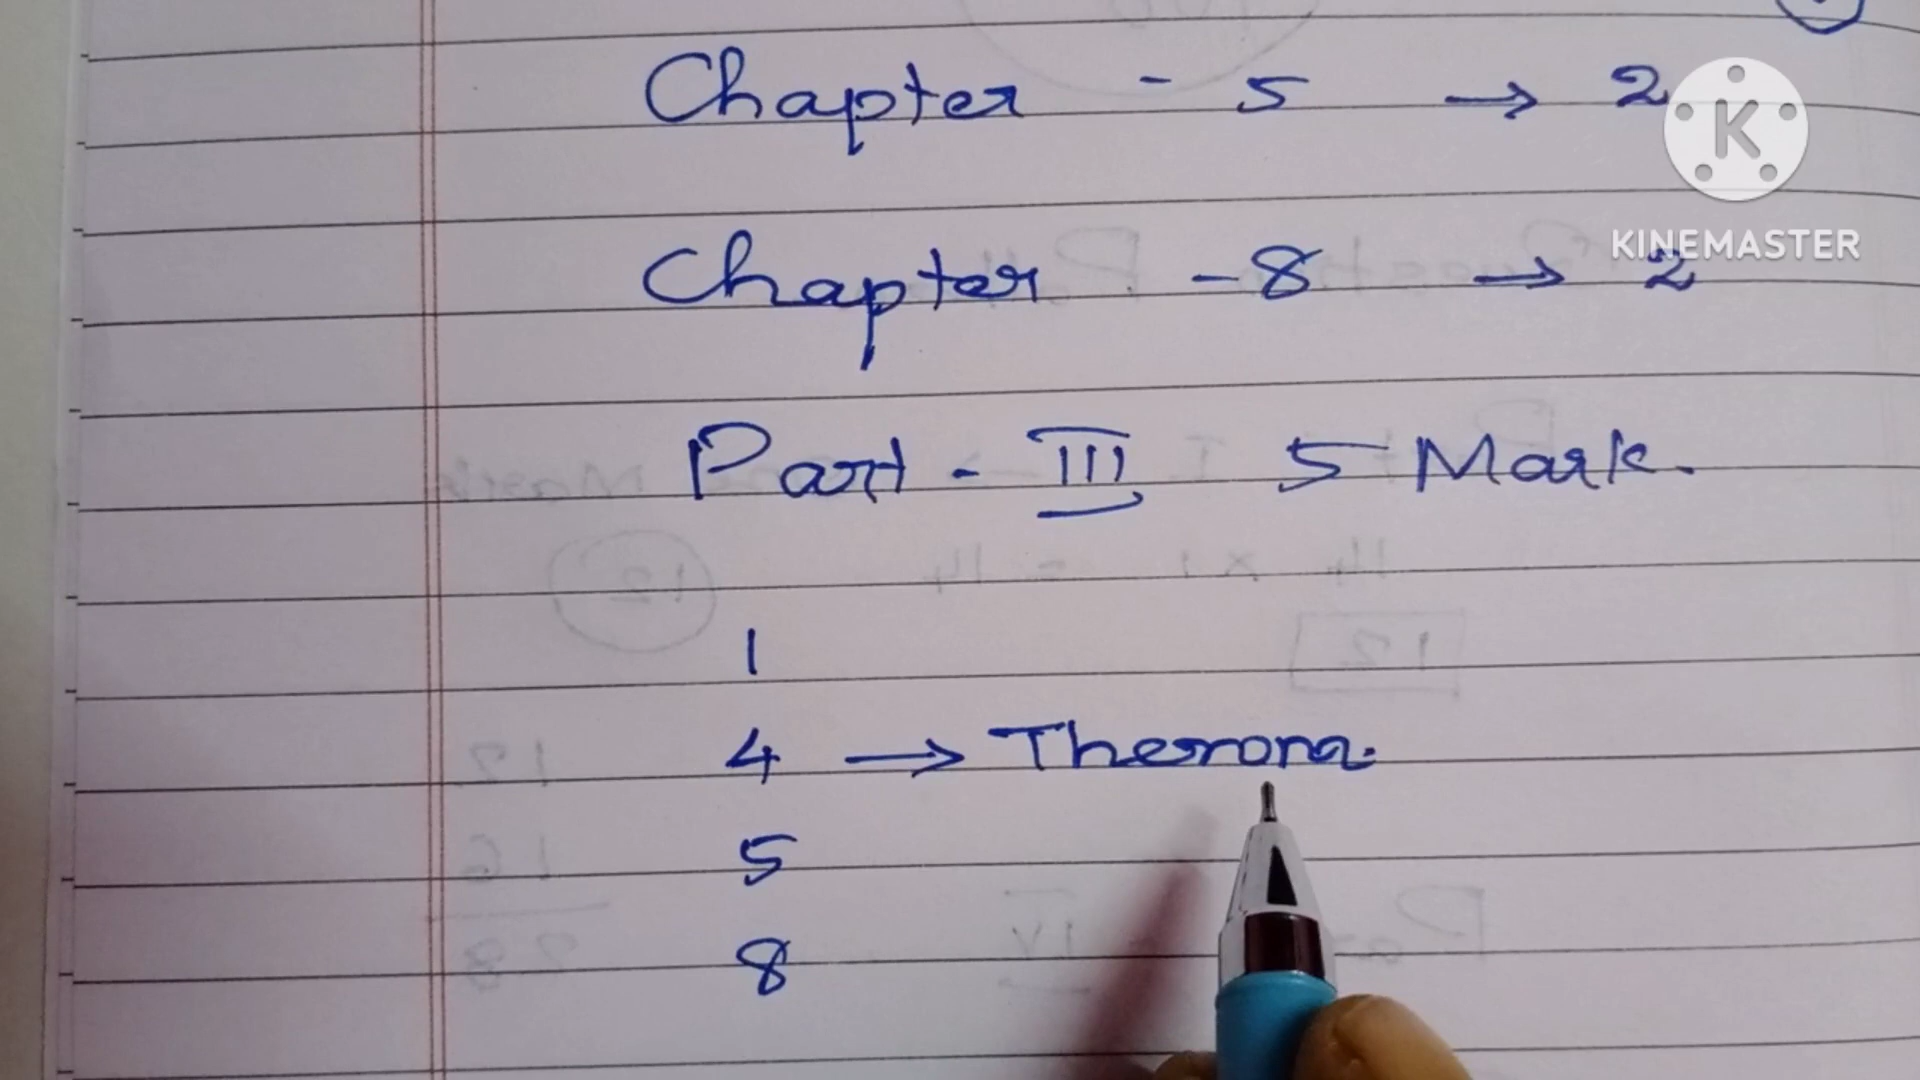 Chapter - 5 → 2
Chapter - 8 → 2
KINEMASTER
Part - III 5 Mark.
1
4 → Therom.
5
8